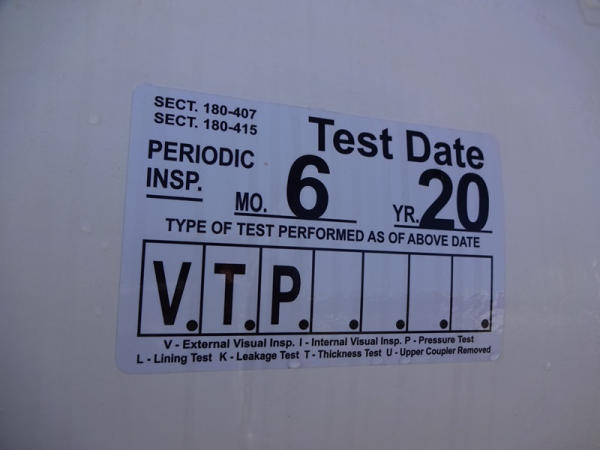 SECT. 180-407
SECT. 180-415
Test Date
PERIODIC
INSP.
MO. 6 YR. 20
TYPE OF TEST PERFORMED AS OF ABOVE DATE
V. T. P. . . . .
V - External Visual Insp. I - Internal Visual Insp. P - Pressure Test
L - Lining Test K - Leakage Test T - Thickness Test U - Upper Coupler Removed